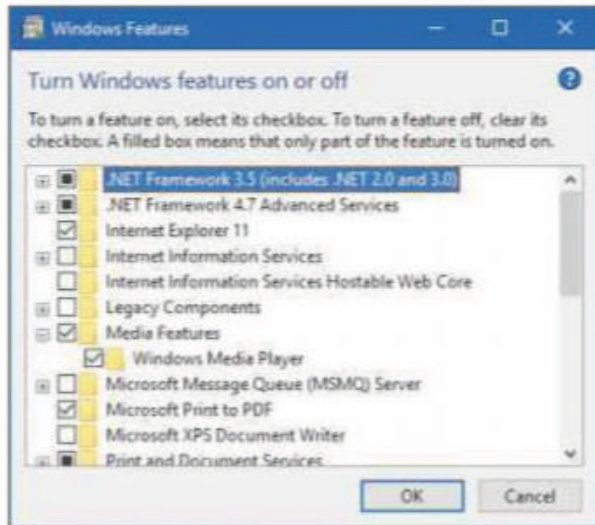 Windows Features
Turn Windows features on or off
To turn a feature on, select its checkbox. To turn a feature off, clear its
checkbox. A filled box means that only part of the feature is turned on.
.NET Framework 3.5 (includes .NET 2.0 and 3.0)
.NET Framework 4.7 Advanced Services
Internet Explorer 11
Internet Information Services
Internet Information Services Hostable Web Core
Legacy Components
Media Features
Windows Media Player
Microsoft Message Queue (MSMQ) Server
Microsoft Print to PDF
Microsoft XPS Document Writer
Print and Document Services
OK Cancel